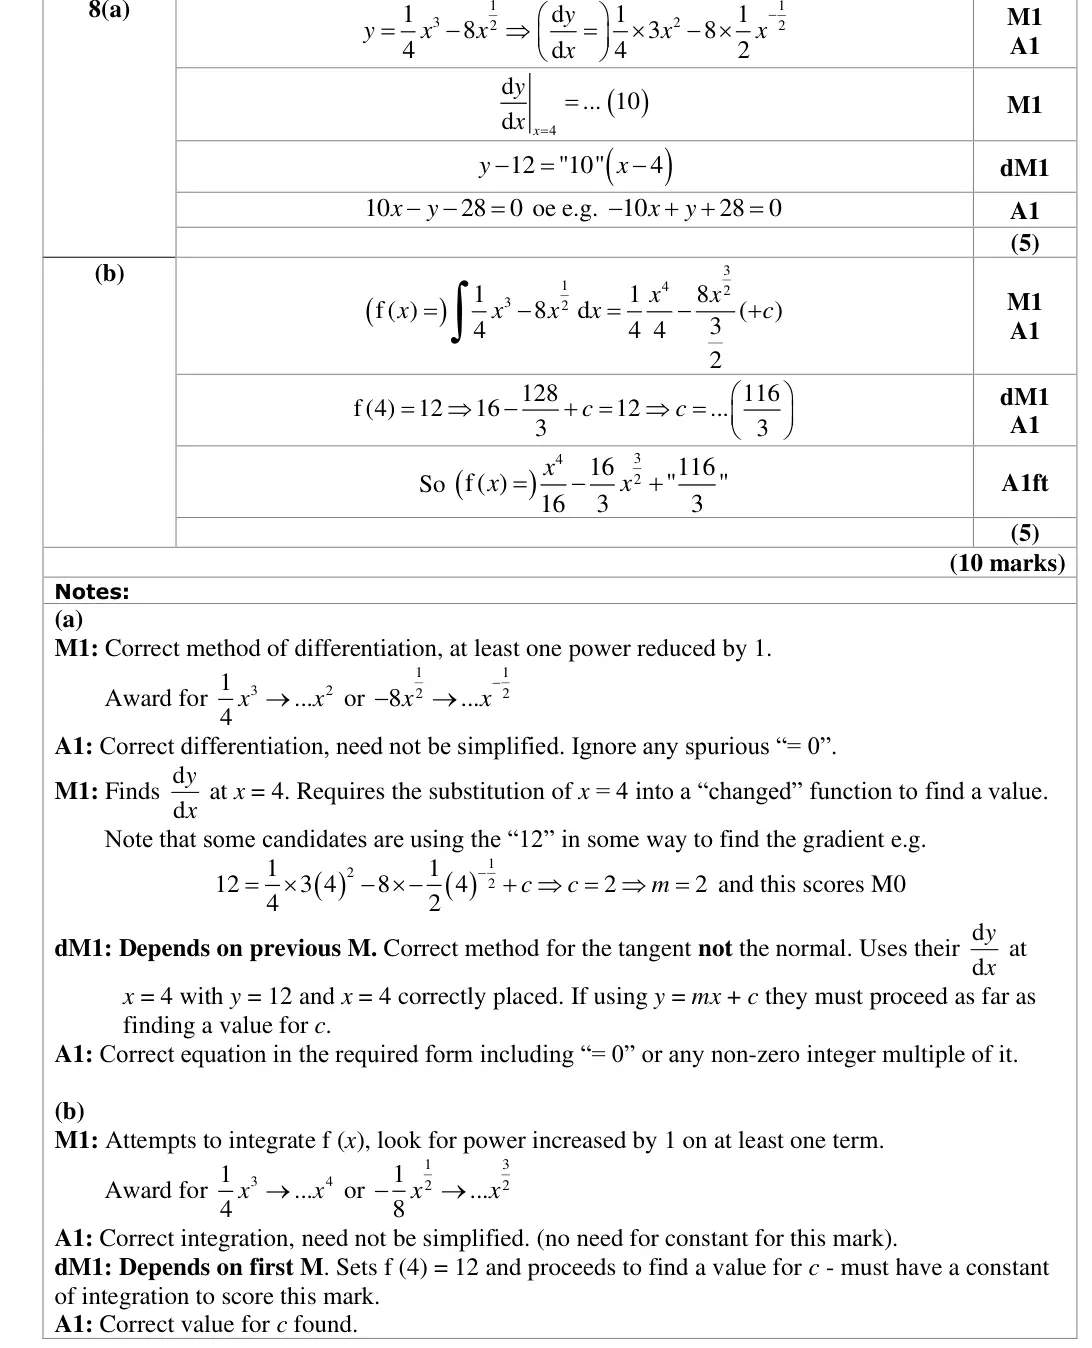 8(a) y = 1/4 x^3 − 8x^(1/2) ⇒ (dy/dx =) 1/4 × 3x^2 − 8 × 1/2 x^(−1/2) M1 A1
dy/dx|x=4 = ... (10) M1
y − 12 = "10"(x − 4) dM1
10x − y − 28 = 0 oe e.g. −10x + y + 28 = 0 A1
(5)
(b) (f(x) =) ∫ 1/4 x^3 − 8x^(1/2) dx = 1/4 x^4/4 − 8x^(3/2)/(3/2) (+c) M1 A1
f(4) = 12 ⇒ 16 − 128/3 + c = 12 ⇒ c = ... (116/3) dM1 A1
So (f(x) =) x^4/16 − 16/3 x^(3/2) + "116/3" A1ft
(5)
(10 marks)
Notes:
(a)
M1: Correct method of differentiation, at least one power reduced by 1.
Award for 1/4 x^3 → ...x^2 or −8x^(1/2) → ...x^(−1/2)
A1: Correct differentiation, need not be simplified. Ignore any spurious “= 0”.
M1: Finds dy/dx at x = 4. Requires the substitution of x = 4 into a “changed” function to find a value.
Note that some candidates are using the “12” in some way to find the gradient e.g.
12 = 1/4 × 3(4)^2 − 8 × −1/2 (4)^(−1/2) + c ⇒ c = 2 ⇒ m = 2 and this scores M0
dM1: Depends on previous M. Correct method for the tangent not the normal. Uses their dy/dx at
x = 4 with y = 12 and x = 4 correctly placed. If using y = mx + c they must proceed as far as
finding a value for c.
A1: Correct equation in the required form including “= 0” or any non-zero integer multiple of it.
(b)
M1: Attempts to integrate f (x), look for power increased by 1 on at least one term.
Award for 1/4 x^3 → ...x^4 or −1/8 x^(1/2) → ...x^(3/2)
A1: Correct integration, need not be simplified. (no need for constant for this mark).
dM1: Depends on first M. Sets f (4) = 12 and proceeds to find a value for c - must have a constant
of integration to score this mark.
A1: Correct value for c found.